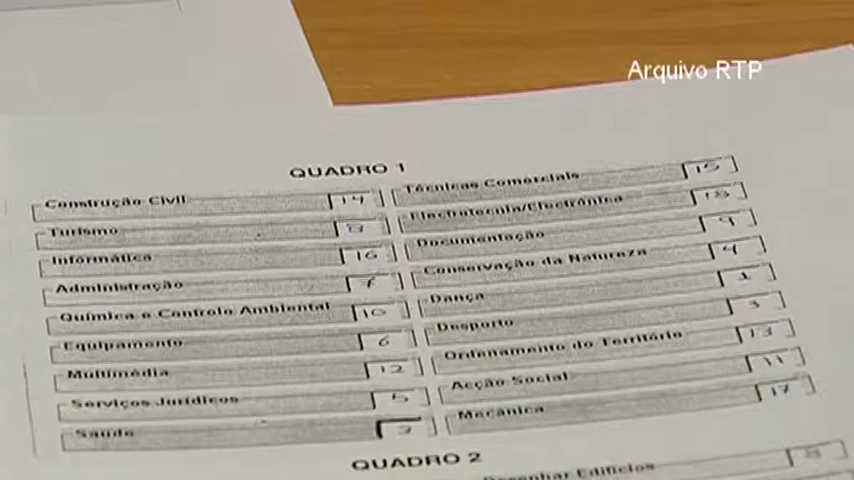 Arquivo RTP
QUADRO 1
Construção Civil 14
Turismo 8
Informática 16
Administração 7
Química e Controlo Ambiental 10
Equipamento 6
Multimédia 12
Serviços Jurídicos 5
Saúde 2
Técnicas Comerciais 15
Electrotecnia/Electrónica 18
Documentação 9
Conservação da Natureza 4
Dança 1
Desporto 3
Ordenamento do Território 13
Acção Social 11
Mecânica 17
QUADRO 2
Desenhar Edifícios 8